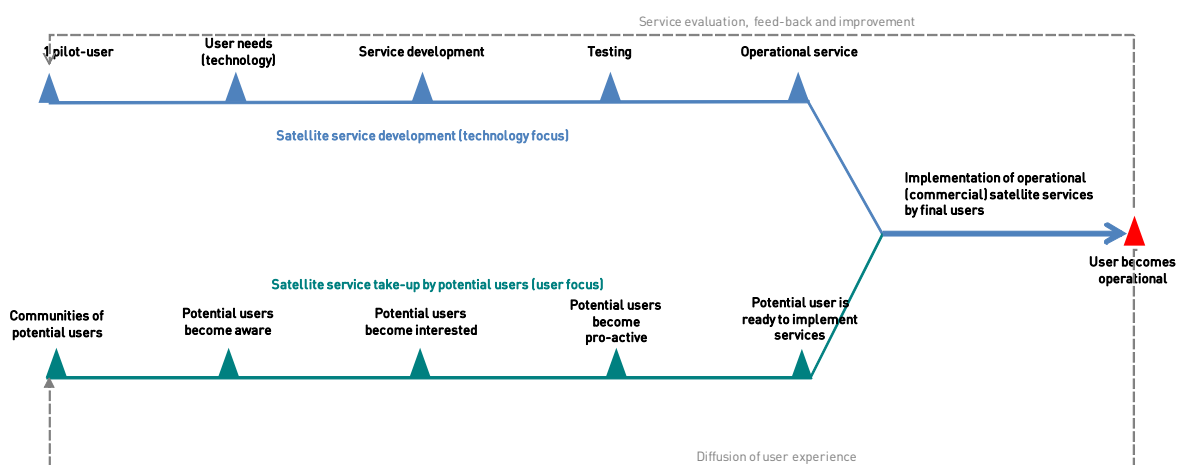 Service evaluation, feed-back and improvement
1 pilot-user
User needs
(technology)
Service development
Testing
Operational service
Satellite service development (technology focus)
Implementation of operational
(commercial) satellite services
by final users
User becomes
operational
Satellite service take-up by potential users (user focus)
Communities of
potential users
Potential users
become aware
Potential users
become interested
Potential users
become
pro-active
Potential user is
ready to implement
services
Diffusion of user experience